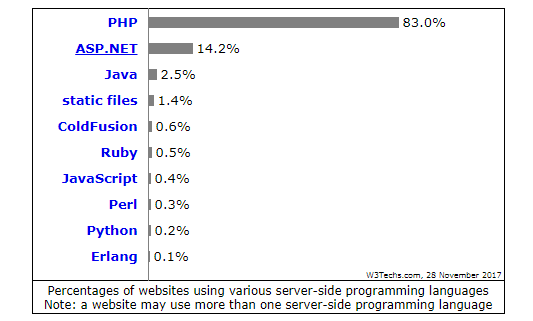 PHP 83.0%
ASP.NET 14.2%
Java 2.5%
static files 1.4%
ColdFusion 0.6%
Ruby 0.5%
JavaScript 0.4%
Perl 0.3%
Python 0.2%
Erlang 0.1%
W3Techs.com, 28 November 2017
Percentages of websites using various server-side programming languages
Note: a website may use more than one server-side programming language